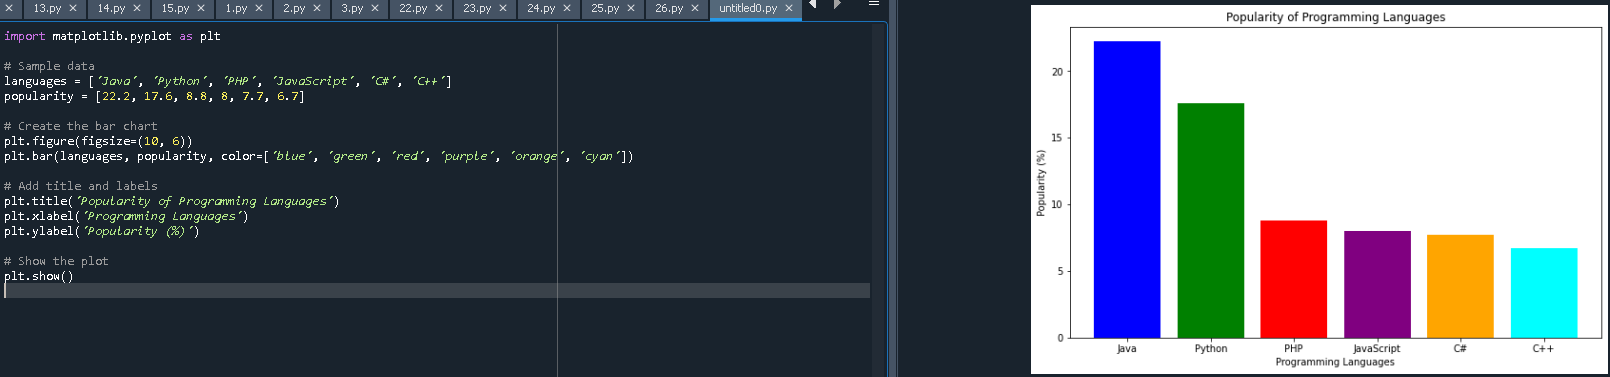 13.py 14.py 15.py 1.py 2.py 3.py 22.py 23.py 24.py 25.py 26.py untitled0.py
import matplotlib.pyplot as plt
# Sample data
languages = ['Java', 'Python', 'PHP', 'JavaScript', 'C#', 'C++']
popularity = [22.2, 17.6, 8.8, 8, 7.7, 6.7]
# Create the bar chart
plt.figure(figsize=(10, 6))
plt.bar(languages, popularity, color=['blue', 'green', 'red', 'purple', 'orange', 'cyan'])
# Add title and labels
plt.title('Popularity of Programming Languages')
plt.xlabel('Programming Languages')
plt.ylabel('Popularity (%)')
# Show the plot
plt.show()
Popularity of Programming Languages
Popularity (%)
20
15
10
5
0
Java Python PHP JavaScript C# C++
Programming Languages